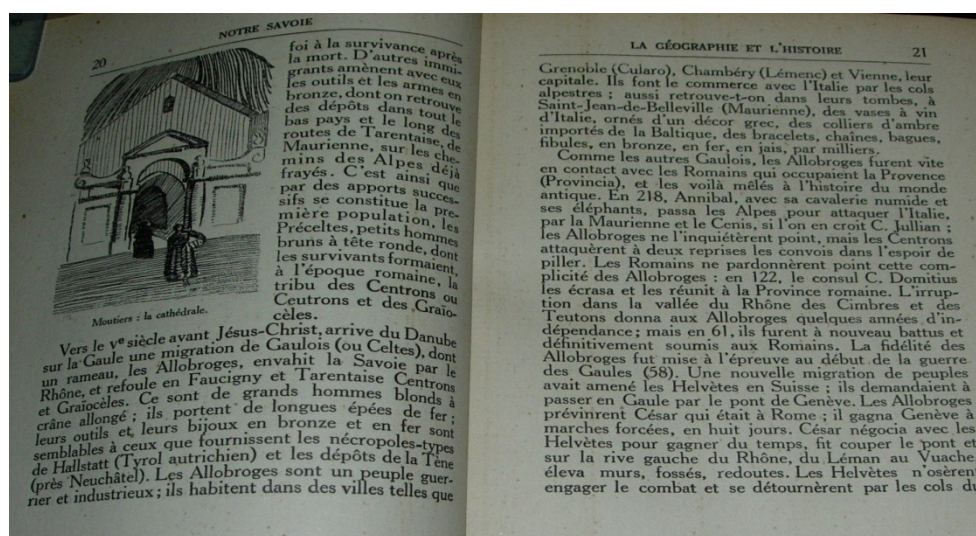 NOTRE SAVOIE
20
foi à la survivance après
la mort. D'autres immi-
grants amènent avec eux
les outils et les armes en
bronze, dont on retrouve
des dépôts dans tout le
bas pays et le long des
routes de Tarentaise, de
Maurienne, sur les che-
mins des Alpes déjà
frayés. C'est ainsi que
par des apports succes-
sifs se constitue la pre-
mière population, les
Préceltes, petits hommes
bruns à tête ronde, dont
les survivants formaient,
à l'époque romaine, la
tribu des Centrons ou
Ceutrons et des Graïo-
cèles.
Moutiers : la cathédrale.
Vers le Ve siècle avant Jésus-Christ, arrive du Danube
sur la Gaule une migration de Gaulois (ou Celtes), dont
un rameau, les Allobroges, envahit la Savoie par le
Rhône, et refoule en Faucigny et Tarentaise Centrons
et Graïocèles. Ce sont de grands hommes blonds à
crâne allongé ; ils portent de longues épées de fer ;
leurs outils et leurs bijoux en bronze et en fer sont
semblables à ceux que fournissent les nécropoles-types
de Hallstatt (Tyrol autrichien) et les dépôts de la Tène
(près Neuchâtel). Les Allobroges sont un peuple guer-
rier et industrieux ; ils habitent dans des villes telles que
LA GÉOGRAPHIE ET L'HISTOIRE
21
Grenoble (Cularo), Chambéry (Lémenc) et Vienne, leur
capitale. Ils font le commerce avec l'Italie par les cols
alpestres ; aussi retrouve-t-on dans leurs tombes, à
Saint-Jean-de-Belleville (Maurienne), des vases à vin
d'Italie, ornés d'un décor grec, des colliers d'ambre
importés de la Baltique, des bracelets, chaînes, bagues,
fibules, en bronze, en fer, en jais, par milliers.
Comme les autres Gaulois, les Allobroges furent vite
en contact avec les Romains qui occupaient la Provence
(Provincia), et les voilà mêlés à l'histoire du monde
antique. En 218, Annibal, avec sa cavalerie numide et
ses éléphants, passa les Alpes pour attaquer l'Italie,
par la Maurienne et le Cenis, si l'on en croit C. Jullian ;
les Allobroges ne l'inquiétèrent point, mais les Centrons
attaquèrent à deux reprises les convois dans l'espoir de
piller. Les Romains ne pardonnèrent point cette com-
plicité des Allobroges : en 122, le consul C. Domitius
les écrasa et les réunit à la Province romaine. L'irrup-
tion dans la vallée du Rhône des Cimbres et des
Teutons donna aux Allobroges quelques années d'in-
dépendance ; mais en 61, ils furent à nouveau battus et
définitivement soumis aux Romains. La fidélité des
Allobroges fut mise à l'épreuve au début de la guerre
des Gaules (58). Une nouvelle migration de peuples
avait amené les Helvètes en Suisse ; ils demandaient à
passer en Gaule par le pont de Genève. Les Allobroges
prévinrent César qui était à Rome ; il gagna Genève à
marches forcées, en huit jours. César négocia avec les
Helvètes pour gagner du temps, fit couper le pont et
sur la rive gauche du Rhône, du Léman au Vuache,
éleva murs, fossés, redoutes. Les Helvètes n'osèrent
engager le combat et se détournèrent par les cols du